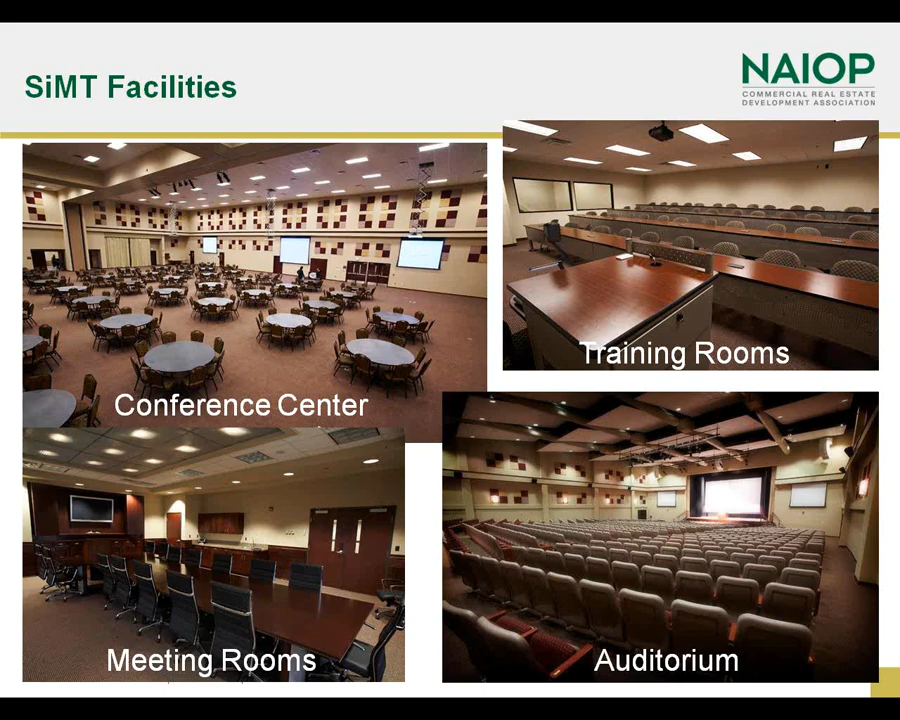 SiMT Facilities
NAIOP
COMMERCIAL REAL ESTATE
DEVELOPMENT ASSOCIATION
Training Rooms
Conference Center
Meeting Rooms
Auditorium